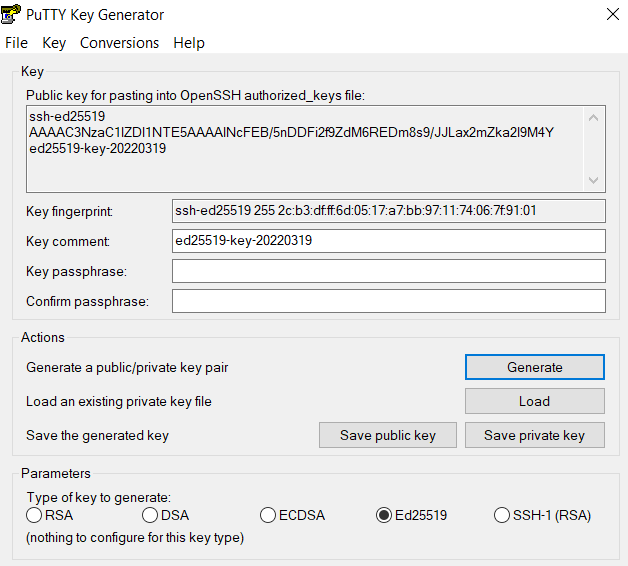 PuTTY Key Generator
File Key Conversions Help
Key
Public key for pasting into OpenSSH authorized_keys file:
ssh-ed25519
AAAAC3NzaC1lZDI1NTE5AAAAINcFEB/5nDDFi2f9ZdM6REDm8s9/JJLax2mZka2l9M4Y
ed25519-key-20220319
Key fingerprint: ssh-ed25519 255 2c:b3:df:ff:6d:05:17:a7:bb:97:11:74:06:7f:91:01
Key comment: ed25519-key-20220319
Key passphrase:
Confirm passphrase:
Actions
Generate a public/private key pair Generate
Load an existing private key file Load
Save the generated key Save public key Save private key
Parameters
Type of key to generate:
RSA DSA ECDSA Ed25519 SSH-1 (RSA)
(nothing to configure for this key type)